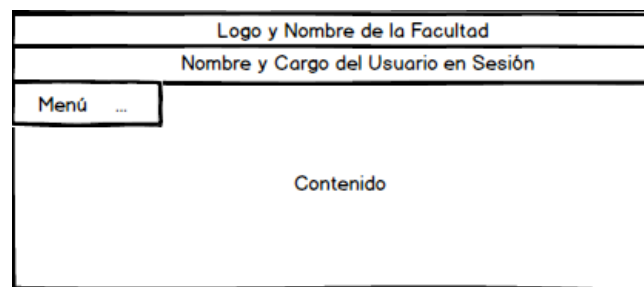 Logo y Nombre de la Facultad
Nombre y Cargo del Usuario en Sesión
Menú ...
Contenido